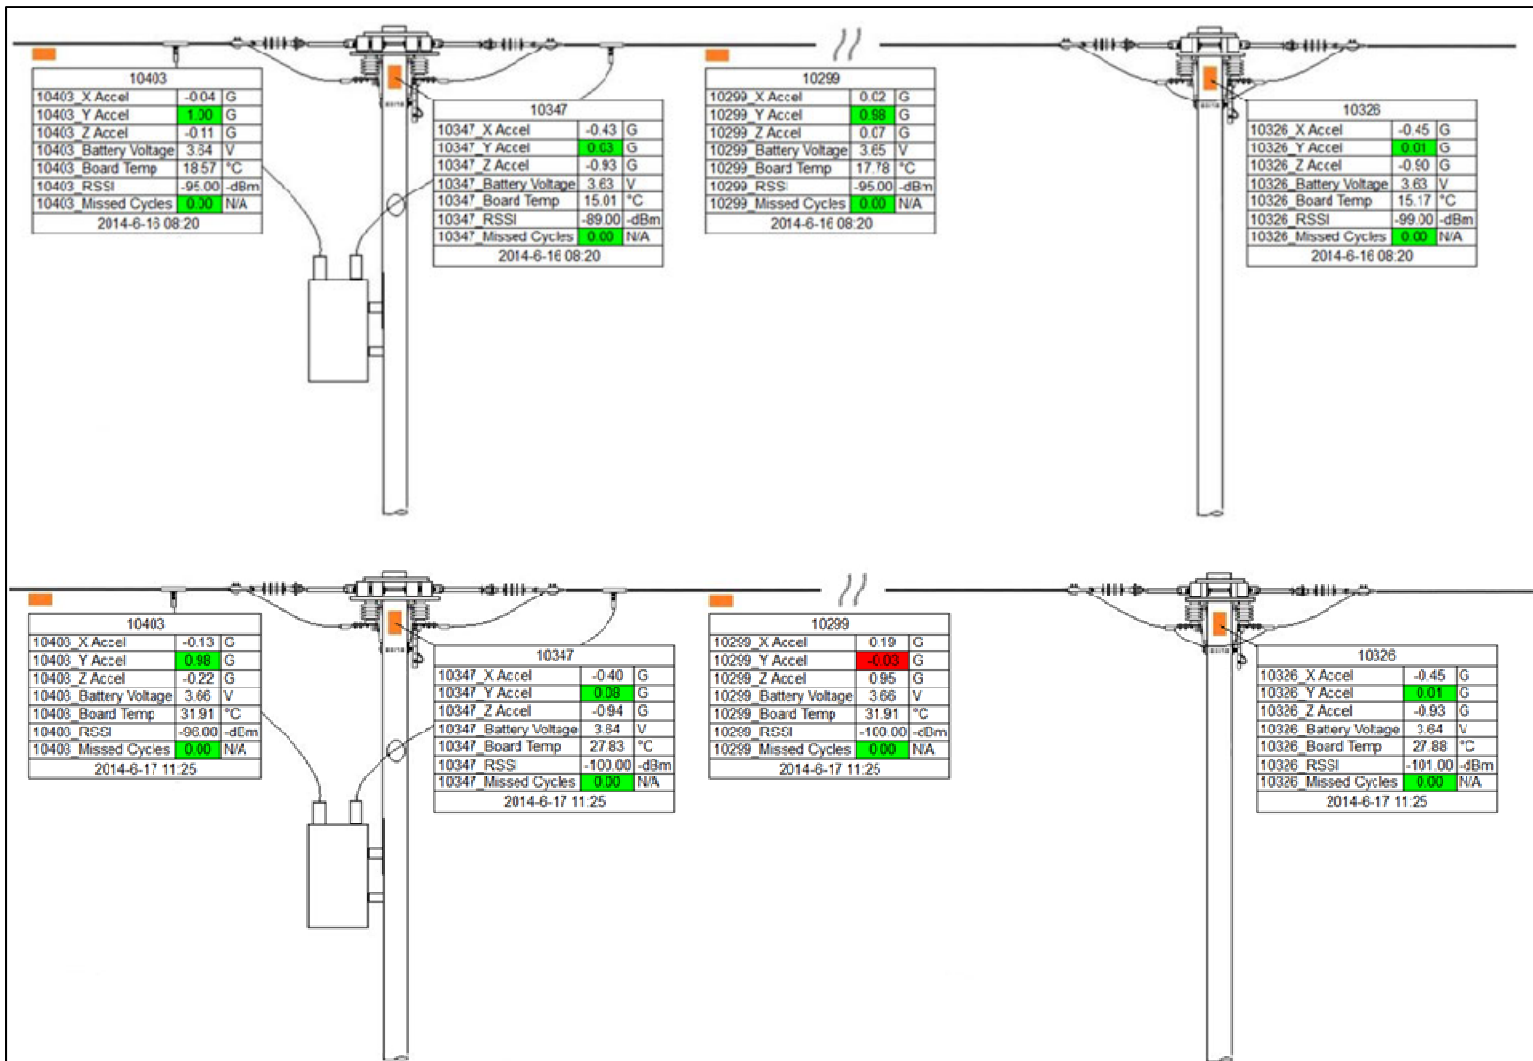 10403
10403_X Accel -0.04 G
10403_Y Accel 1.00 G
10403_Z Accel -0.11 G
10403_Battery Voltage 3.64 V
10403_Board Temp 18.57 °C
10403_RSSI -95.00 -dBm
10403_Missed Cycles 0.00 N/A
2014-6-16 08:20
10347
10347_X Accel -0.43 G
10347_Y Accel 0.03 G
10347_Z Accel -0.93 G
10347_Battery Voltage 3.63 V
10347_Board Temp 15.01 °C
10347_RSSI -89.00 -dBm
10347_Missed Cycles 0.00 N/A
2014-6-16 08:20
10299
10299_X Accel 0.02 G
10299_Y Accel 0.98 G
10299_Z Accel 0.07 G
10299_Battery Voltage 3.65 V
10299_Board Temp 17.78 °C
10299_RSSI -95.00 -dBm
10299_Missed Cycles 0.00 N/A
2014-6-16 08:20
10326
10326_X Accel -0.45 G
10326_Y Accel 0.01 G
10326_Z Accel -0.90 G
10326_Battery Voltage 3.63 V
10326_Board Temp 15.17 °C
10326_RSSI -99.00 -dBm
10326_Missed Cycles 0.00 N/A
2014-6-16 08:20
10403
10403_X Accel -0.13 G
10403_Y Accel 0.98 G
10403_Z Accel -0.22 G
10403_Battery Voltage 3.66 V
10403_Board Temp 31.91 °C
10403_RSSI -96.00 -dBm
10403_Missed Cycles 0.00 N/A
2014-6-17 11:25
10347
10347_X Accel -0.40 G
10347_Y Accel 0.08 G
10347_Z Accel -0.94 G
10347_Battery Voltage 3.64 V
10347_Board Temp 27.83 °C
10347_RSSI -100.00 -dBm
10347_Missed Cycles 0.00 N/A
2014-6-17 11:25
10299
10299_X Accel 0.19 G
10299_Y Accel -0.03 G
10299_Z Accel 0.95 G
10299_Battery Voltage 3.66 V
10299_Board Temp 31.91 °C
10299_RSSI -100.00 -dBm
10299_Missed Cycles 0.00 N/A
2014-6-17 11:25
10326
10326_X Accel -0.45 G
10326_Y Accel 0.01 G
10326_Z Accel -0.93 G
10326_Battery Voltage 3.64 V
10326_Board Temp 27.88 °C
10326_RSSI -101.00 -dBm
10326_Missed Cycles 0.00 N/A
2014-6-17 11:25